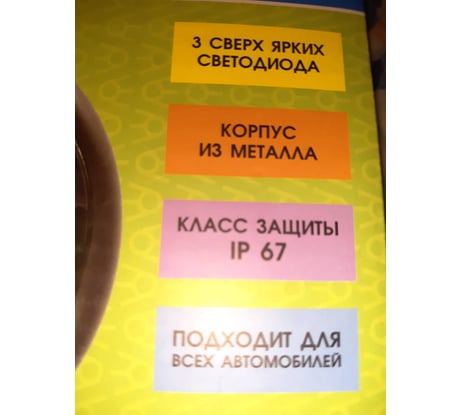 3 СВЕРХ ЯРКИХ
СВЕТОДИОДА
КОРПУС
ИЗ МЕТАЛЛА
КЛАСС ЗАЩИТЫ
IP 67
ПОДХОДИТ ДЛЯ
ВСЕХ АВТОМОБИЛЕЙ